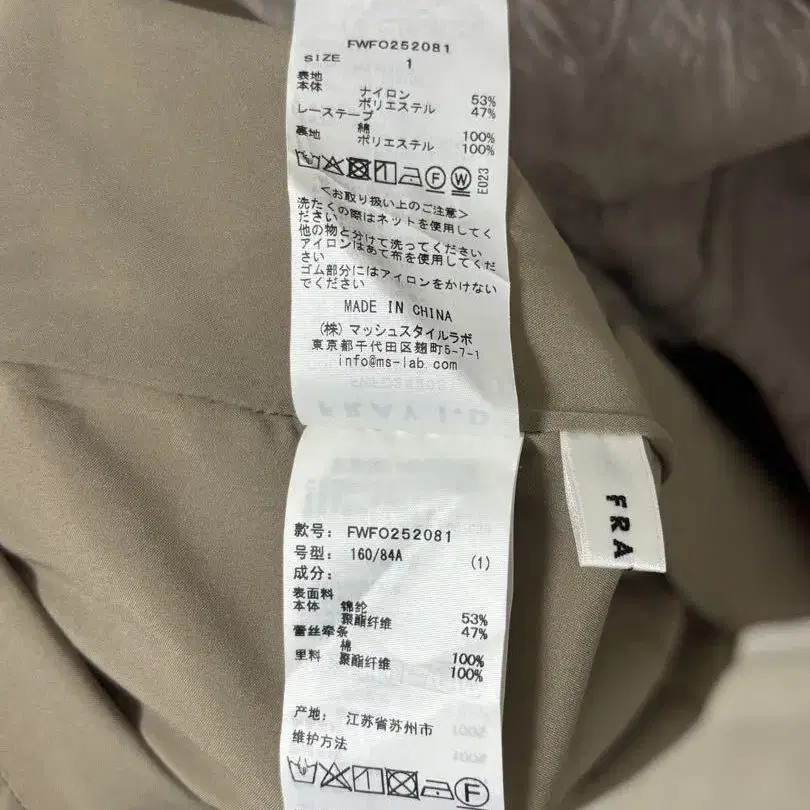 FWFO252081
SIZE 1
表地
本体 ナイロン 53%
ポリエステル 47%
レーステープ
綿 100%
裏地 ポリエステル 100%
F W E023
<お取り扱い上のご注意>
洗たくの際はネットを使用してく
ださい
他の物と分けて洗ってください
アイロンはあて布を使用してくだ
さい
ゴム部分にはアイロンをかけない
でください
MADE IN CHINA
(株) マッシュスタイルラボ
東京都千代田区麹町5-7-1
info@ms-lab.com
FRAY I.D
款号: FWFO252081
号型: 160/84A (1)
成分:
表面料
本体 锦纶 53%
聚酯纤维 47%
蕾丝牵条
棉 100%
里料 聚酯纤维 100%
产地: 江苏省苏州市
维护方法
F
FRA